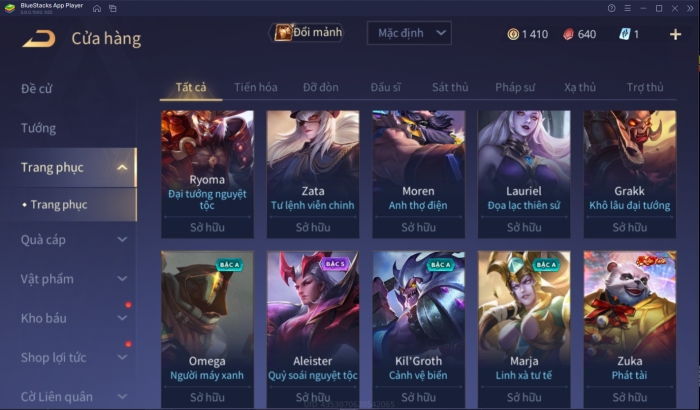 BlueStacks App Player
Cửa hàng
Đổi mảnh
Mặc định
1 410
640
1
Đề cử
Tướng
Trang phục
Trang phục
Quà cáp
Vật phẩm
Kho báu
Shop lợi tức
Cờ Liên quân
Tất cả
Tiến hóa
Đỡ đòn
Đấu sĩ
Sát thủ
Pháp sư
Xạ thủ
Trợ thủ
Ryoma
Đại tướng nguyệt
tộc
Sở hữu
Zata
Tư lệnh viễn chinh
Sở hữu
Moren
Anh thợ điện
Sở hữu
Lauriel
Đọa lạc thiên sứ
Sở hữu
Grakk
Khô lâu đại tướng
Sở hữu
BẬC A
Omega
Người máy xanh
Sở hữu
BẬC S
Aleister
Quỷ soái nguyệt tộc
Sở hữu
BẬC A
Kil'Groth
Cảnh vệ biển
Sở hữu
BẬC A
Marja
Linh xà tư tế
Sở hữu
Zuka
Phát tài
Sở hữu